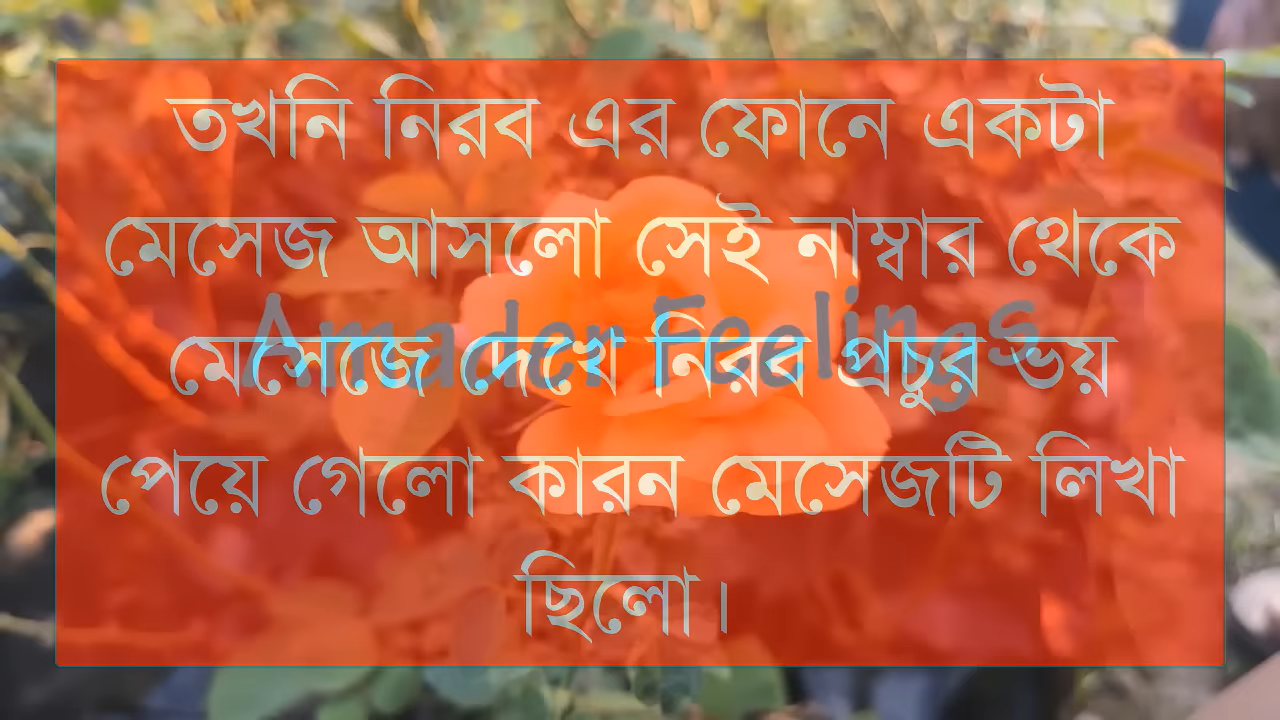 তখনি নিরব এর ফোনে একটা
মেসেজ আসলো সেই নাম্বার থেকে
Amader Feelings
মেসেজে দেখে নিরব প্রচুর ভয়
পেয়ে গেলো কারন মেসেজটি লিখা
ছিলো।